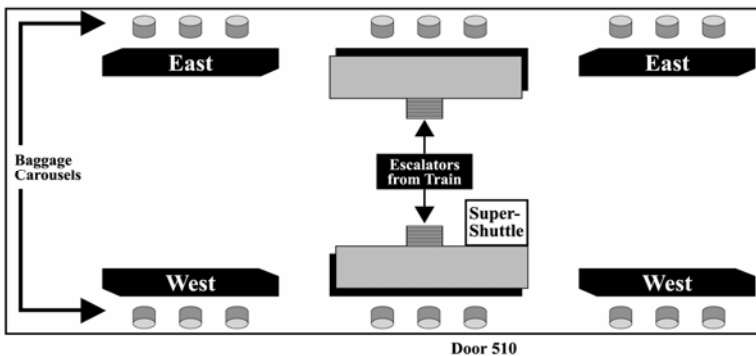 East
East
Baggage
Carousels
Escalators
from Train
Super-
Shuttle
West
West
Door 510